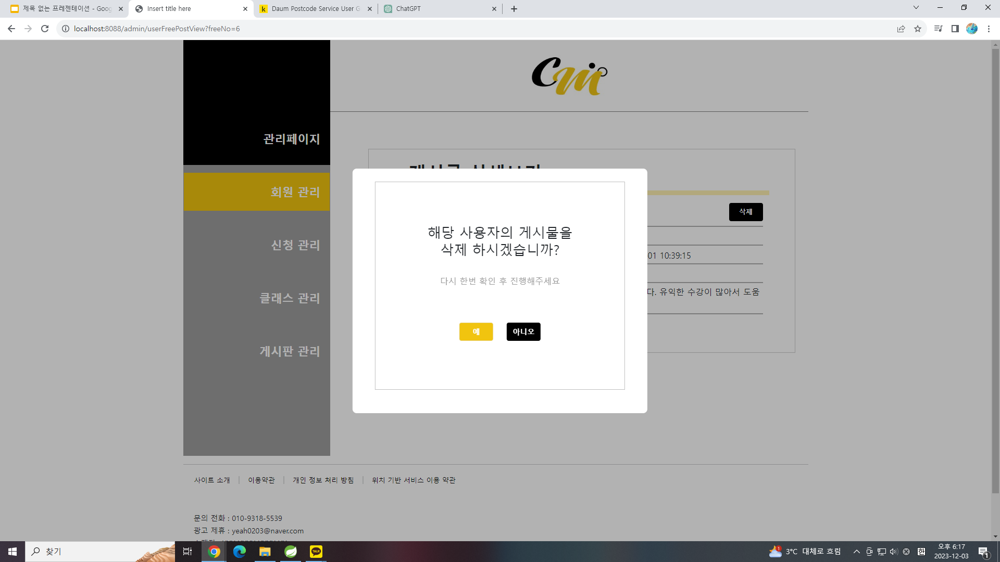 제목 없는 프레젠테이션 - Goog
Insert title here
Daum Postcode Service User G
ChatGPT
localhost:8088/admin/userFreePostView?freeNo=6
cm
관리페이지
회원 관리
신청 관리
클래스 관리
게시판 관리
삭제
01 10:39:15
다. 유익한 수강이 많아서 도움
해당 사용자의 게시물을
삭제 하시겠습니까?
다시 한번 확인 후 진행해주세요
예
아니오
사이트 소개
이용약관
개인 정보 처리 방침
위치 기반 서비스 이용 약관
문의 전화 : 010-9318-5539
광고 제휴 : yeah0203@naver.com
찾기
TALK
1
3°C 대체로 흐림
한
오후 6:17
2023-12-03
1